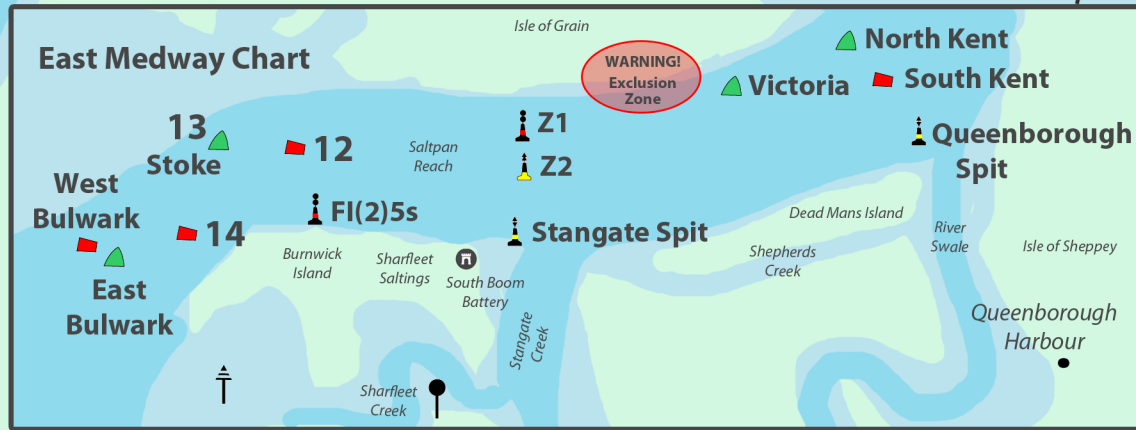 Isle of Grain
East Medway Chart
WARNING!
Exclusion
Zone
North Kent
South Kent
Victoria
13
Stoke
12
Z1
Z2
Saltpan
Reach
Queenborough
Spit
West
Bulwark
14
Fl(2)5s
Stangate Spit
East
Bulwark
Burnwick
Island
Sharfleet
Saltings
South Boom
Battery
Dead Mans Island
Shepherds
Creek
River
Swale
Isle of Sheppey
Queenborough
Harbour
Stangate
Creek
Sharfleet
Creek